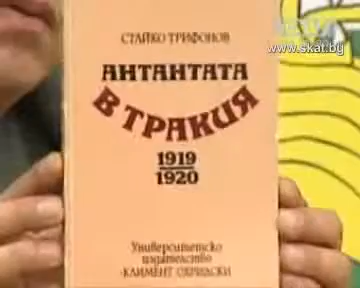 www.skat.bg
СТАЙКО ТРИФОНОВ
АНТАНТАТА
В ТРАКИЯ
1919
1920
Университетско
издателство
"КЛИМЕНТ ОХРИДСКИ